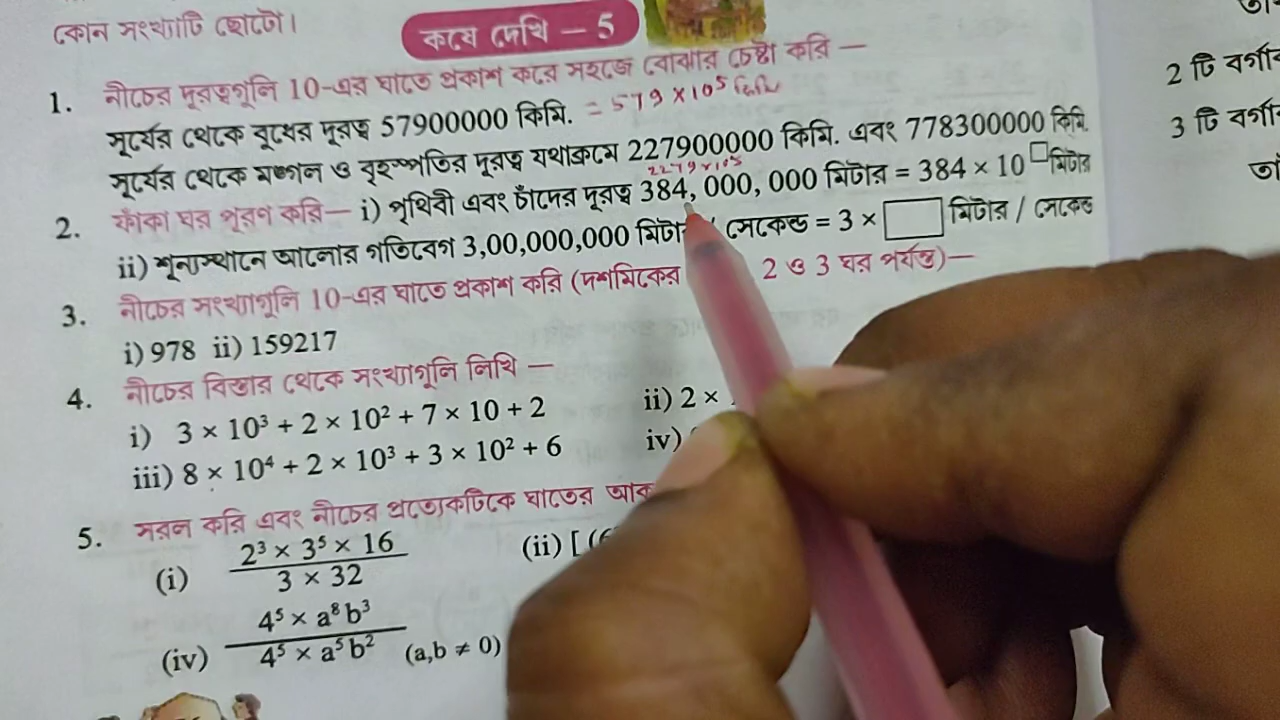 কোন সংখ্যাটি ছোটো।
কষে দেখি – 5
1. নীচের দূরত্বগুলি 10-এর ঘাতে প্রকাশ করে সহজে বোঝার চেষ্টা করি —
সূর্যের থেকে বুধের দূরত্ব 57900000 কিমি. = 579 × 10⁵ কিমি
সূর্যের থেকে মঙ্গল ও বৃহস্পতির দূরত্ব যথাক্রমে 227900000 কিমি. এবং 778300000 কিমি.
2279×10⁵
2. ফাঁকা ঘর পূরণ করি— i) পৃথিবী এবং চাঁদের দূরত্ব 384, 000, 000 মিটার = 384 × 10□ মিটার
ii) শূন্যস্থানে আলোর গতিবেগ 3,00,000,000 মিটার / সেকেন্ড = 3 × □ মিটার / সেকেন্ড
3. নীচের সংখ্যাগুলি 10-এর ঘাতে প্রকাশ করি (দশমিকের 2 ও 3 ঘর পর্যন্ত)—
i) 978 ii) 159217
4. নীচের বিস্তার থেকে সংখ্যাগুলি লিখি —
i) 3 × 10³ + 2 × 10² + 7 × 10 + 2 ii) 2 ×
iii) 8 × 10⁴ + 2 × 10³ + 3 × 10² + 6 iv)
5. সরল করি এবং নীচের প্রত্যেকটিকে ঘাতের
(i) 2³ × 3⁵ × 16 (ii) [ (6
3 × 32
(iv) 4⁵ × a⁸b³
4⁵ × a⁵b² (a,b ≠ 0)
2 টি
3 টি